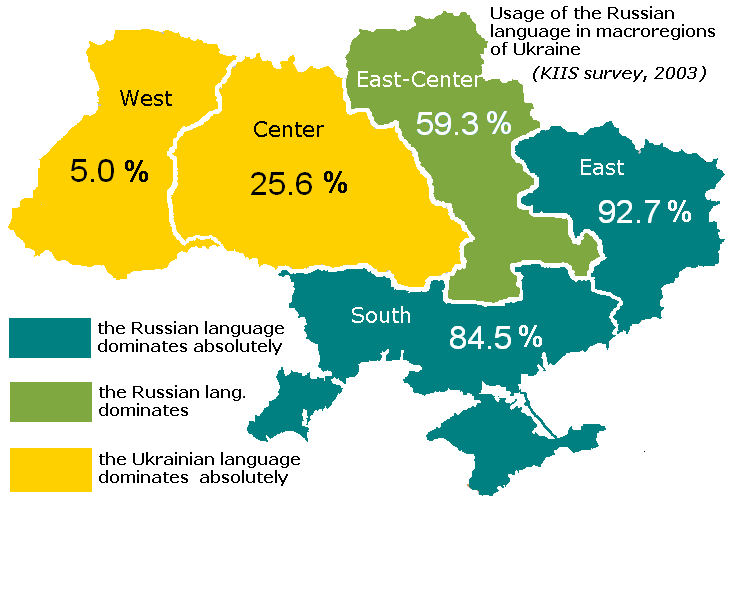 Usage of the Russian
language in macroregions
of Ukraine
(KIIS survey, 2003)
West
5.0 %
Center
25.6 %
East-Center
59.3 %
East
92.7 %
South
84.5 %
the Russian language
dominates absolutely
the Russian lang.
dominates
the Ukrainian language
dominates absolutely